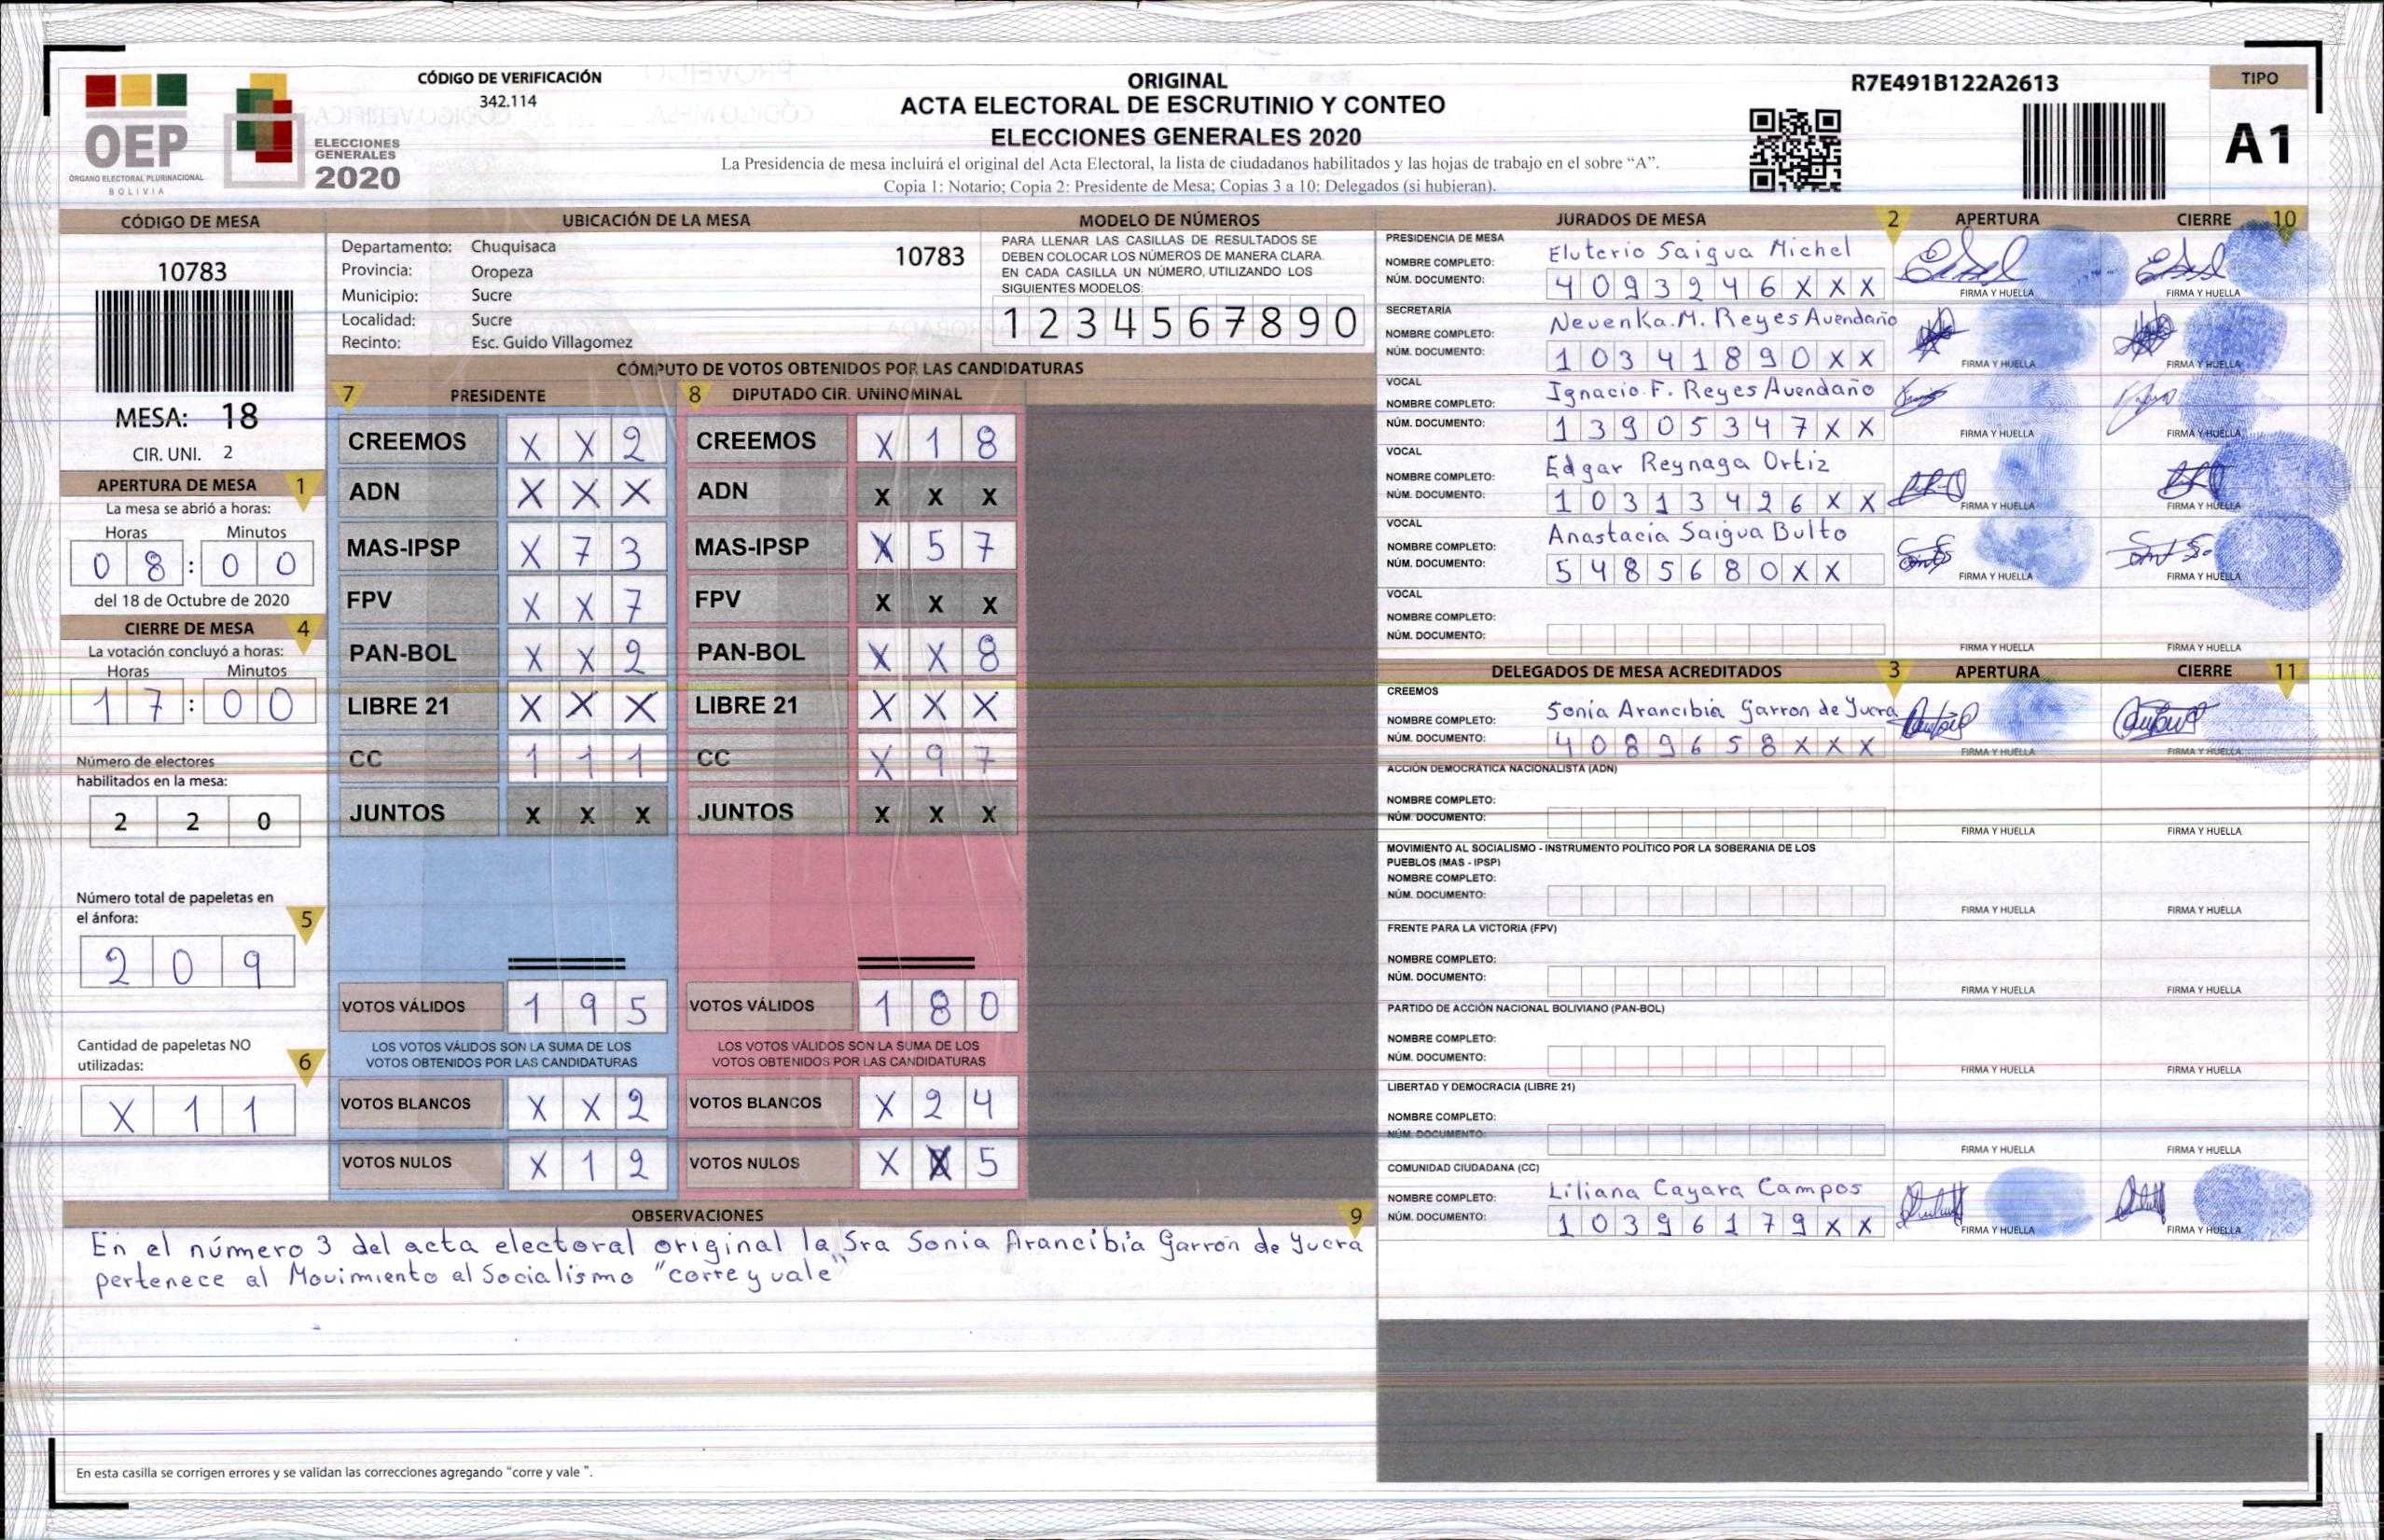 OEP
ÓRGANO ELECTORAL PLURINACIONAL
BOLIVIA
ELECCIONES
GENERALES
2020
CÓDIGO DE VERIFICACIÓN
342.114
ORIGINAL
ACTA ELECTORAL DE ESCRUTINIO Y CONTEO
ELECCIONES GENERALES 2020
La Presidencia de mesa incluirá el original del Acta Electoral, la lista de ciudadanos habilitados y las hojas de trabajo en el sobre “A”.
Copia 1: Notario; Copia 2: Presidente de Mesa; Copias 3 a 10: Delegados (si hubieran).
R7E491B122A2613
TIPO
A1
CÓDIGO DE MESA
10783
MESA: 18
CIR. UNI. 2
APERTURA DE MESA 1
La mesa se abrió a horas:
Horas Minutos
0 8 : 0 0
del 18 de Octubre de 2020
CIERRE DE MESA 4
La votación concluyó a horas:
Horas Minutos
1 7 : 0 0
Número de electores
habilitados en la mesa:
2 2 0
Número total de papeletas en
el ánfora: 5
2 0 9
Cantidad de papeletas NO
utilizadas: 6
X 1 1
UBICACIÓN DE LA MESA
Departamento: Chuquisaca 10783
Provincia: Oropeza
Municipio: Sucre
Localidad: Sucre
Recinto: Esc. Guido Villagomez
MODELO DE NÚMEROS
PARA LLENAR LAS CASILLAS DE RESULTADOS SE
DEBEN COLOCAR LOS NÚMEROS DE MANERA CLARA.
EN CADA CASILLA UN NÚMERO, UTILIZANDO LOS
SIGUIENTES MODELOS:
1 2 3 4 5 6 7 8 9 0
CÓMPUTO DE VOTOS OBTENIDOS POR LAS CANDIDATURAS
7 PRESIDENTE 8 DIPUTADO CIR. UNINOMINAL
CREEMOS X X 2 CREEMOS X 1 8
ADN X X X ADN X X X
MAS-IPSP X 7 3 MAS-IPSP X 5 7
FPV X X 7 FPV X X X
PAN-BOL X X 2 PAN-BOL X X 8
LIBRE 21 X X X LIBRE 21 X X X
CC 1 1 1 CC X 9 7
JUNTOS X X X JUNTOS X X X
VOTOS VÁLIDOS 1 9 5 VOTOS VÁLIDOS 1 8 0
LOS VOTOS VÁLIDOS SON LA SUMA DE LOS LOS VOTOS VÁLIDOS SON LA SUMA DE LOS
VOTOS OBTENIDOS POR LAS CANDIDATURAS VOTOS OBTENIDOS POR LAS CANDIDATURAS
VOTOS BLANCOS X X 2 VOTOS BLANCOS X 2 4
VOTOS NULOS X 1 2 VOTOS NULOS X X 5
OBSERVACIONES 9
En el número 3 del acta electoral original la Sra Sonia Arancibia Garrón de Yucra
pertenece al Movimiento al Socialismo "corre y vale"
En esta casilla se corrigen errores y se validan las correcciones agregando “corre y vale ”.
JURADOS DE MESA 2 APERTURA CIERRE 10
PRESIDENCIA DE MESA
NOMBRE COMPLETO: Eluterio Saigua Michel
NÚM. DOCUMENTO: 4 0 9 3 2 4 6 X X X
FIRMA Y HUELLA FIRMA Y HUELLA
SECRETARÍA
NOMBRE COMPLETO: Nevenka.M. Reyes Avendaño
NÚM. DOCUMENTO: 1 0 3 4 1 8 9 0 X X
FIRMA Y HUELLA FIRMA Y HUELLA
VOCAL
NOMBRE COMPLETO: Ignacio.F. Reyes Avendaño
NÚM. DOCUMENTO: 1 3 9 0 5 3 4 7 X X
FIRMA Y HUELLA FIRMA Y HUELLA
VOCAL
NOMBRE COMPLETO: Edgar Reynaga Ortiz
NÚM. DOCUMENTO: 1 0 3 1 3 4 2 6 X X
FIRMA Y HUELLA FIRMA Y HUELLA
VOCAL
NOMBRE COMPLETO: Anastacia Saigua Bulto
NÚM. DOCUMENTO: 5 4 8 5 6 8 0 X X
FIRMA Y HUELLA FIRMA Y HUELLA
VOCAL
NOMBRE COMPLETO:
NÚM. DOCUMENTO:
FIRMA Y HUELLA FIRMA Y HUELLA
DELEGADOS DE MESA ACREDITADOS 3 APERTURA CIERRE 11
CREEMOS
NOMBRE COMPLETO: Sonia Arancibia Garron de Yucra
NÚM. DOCUMENTO: 4 0 8 9 6 5 8 X X X
FIRMA Y HUELLA FIRMA Y HUELLA
ACCIÓN DEMOCRÁTICA NACIONALISTA (ADN)
NOMBRE COMPLETO:
NÚM. DOCUMENTO:
FIRMA Y HUELLA FIRMA Y HUELLA
MOVIMIENTO AL SOCIALISMO - INSTRUMENTO POLÍTICO POR LA SOBERANIA DE LOS
PUEBLOS (MAS - IPSP)
NOMBRE COMPLETO:
NÚM. DOCUMENTO:
FIRMA Y HUELLA FIRMA Y HUELLA
FRENTE PARA LA VICTORIA (FPV)
NOMBRE COMPLETO:
NÚM. DOCUMENTO:
FIRMA Y HUELLA FIRMA Y HUELLA
PARTIDO DE ACCIÓN NACIONAL BOLIVIANO (PAN-BOL)
NOMBRE COMPLETO:
NÚM. DOCUMENTO:
FIRMA Y HUELLA FIRMA Y HUELLA
LIBERTAD Y DEMOCRACIA (LIBRE 21)
NOMBRE COMPLETO:
NÚM. DOCUMENTO:
FIRMA Y HUELLA FIRMA Y HUELLA
COMUNIDAD CIUDADANA (CC)
NOMBRE COMPLETO: Liliana Cayara Campos
NÚM. DOCUMENTO: 1 0 3 9 6 1 7 9 X X
FIRMA Y HUELLA FIRMA Y HUELLA